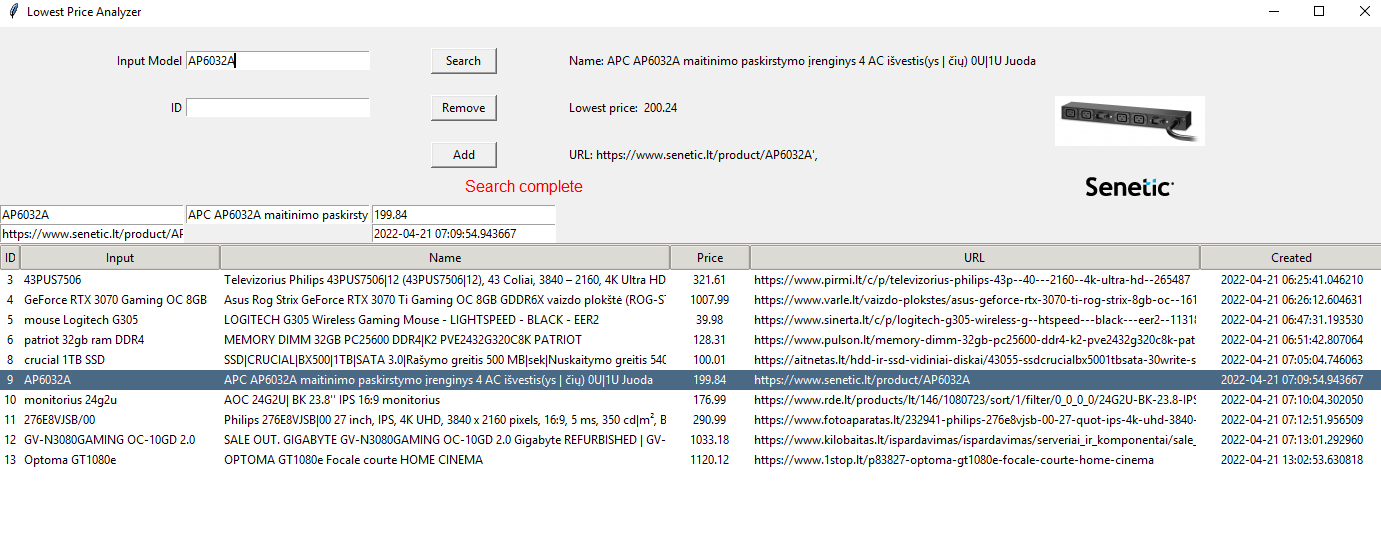 Lowest Price Analyzer
Input Model AP6032A Search Name: APC AP6032A maitinimo paskirstymo įrenginys 4 AC išvestis(ys | čių) 0U|1U Juoda
ID Remove Lowest price: 200.24
Add URL: https://www.senetic.lt/product/AP6032A',
Senetic
Search complete
AP6032A APC AP6032A maitinimo paskirsty 199.84
https://www.senetic.lt/product/AP 2022-04-21 07:09:54.943667
ID Input Name Price URL Created
3 43PUS7506 Televizorius Philips 43PUS7506|12 (43PUS7506|12), 43 Coliai, 3840 – 2160, 4K Ultra HD 321.61 https://www.pirmi.lt/c/p/televizorius-philips-43p--40---2160--4k-ultra-hd--265487 2022-04-21 06:25:41.046210
4 GeForce RTX 3070 Gaming OC 8GB Asus Rog Strix GeForce RTX 3070 Ti Gaming OC 8GB GDDR6X vaizdo plokštė (ROG-ST 1007.99 https://www.varle.lt/vaizdo-plokstes/asus-geforce-rtx-3070-ti-rog-strix-8gb-oc--161 2022-04-21 06:26:12.604631
5 mouse Logitech G305 LOGITECH G305 Wireless Gaming Mouse - LIGHTSPEED - BLACK - EER2 39.98 https://www.sinerta.lt/c/p/logitech-g305-wireless-g--htspeed---black---eer2--11318 2022-04-21 06:47:31.193530
6 patriot 32gb ram DDR4 MEMORY DIMM 32GB PC25600 DDR4|K2 PVE2432G320C8K PATRIOT 128.31 https://www.pulson.lt/memory-dimm-32gb-pc25600-ddr4-k2-pve2432g320c8k-pat 2022-04-21 06:51:42.807064
8 crucial 1TB SSD SSD|CRUCIAL|BX500|1TB|SATA 3.0|Rašymo greitis 500 MB|sek|Nuskaitymo greitis 540 100.01 https://aitnetas.lt/hdd-ir-ssd-vidiniai-diskai/43055-ssdcrucialbx5001tbsata-30write-s 2022-04-21 07:05:04.746063
9 AP6032A APC AP6032A maitinimo paskirstymo įrenginys 4 AC išvestis(ys | čių) 0U|1U Juoda 199.84 https://www.senetic.lt/product/AP6032A 2022-04-21 07:09:54.943667
10 monitorius 24g2u AOC 24G2U| BK 23.8'' IPS 16:9 monitorius 176.99 https://www.rde.lt/products/lt/146/1080723/sort/1/filter/0_0_0_0/24G2U-BK-23.8-IPS 2022-04-21 07:10:04.302050
11 276E8VJSB/00 Philips 276E8VJSB|00 27 inch, IPS, 4K UHD, 3840 x 2160 pixels, 16:9, 5 ms, 350 cd|m², B 290.99 https://www.fotoaparatas.lt/232941-philips-276e8vjsb-00-27-quot-ips-4k-uhd-3840- 2022-04-21 07:12:51.956509
12 GV-N3080GAMING OC-10GD 2.0 SALE OUT. GIGABYTE GV-N3080GAMING OC-10GD 2.0 Gigabyte REFURBISHED | GV- 1033.18 https://www.kilobaitas.lt/ispardavimas/ispardavimas/serveriai_ir_komponentai/sale_ 2022-04-21 07:13:01.292960
13 Optoma GT1080e OPTOMA GT1080e Focale courte HOME CINEMA 1120.12 https://www.1stop.lt/p83827-optoma-gt1080e-focale-courte-home-cinema 2022-04-21 13:02:53.630818